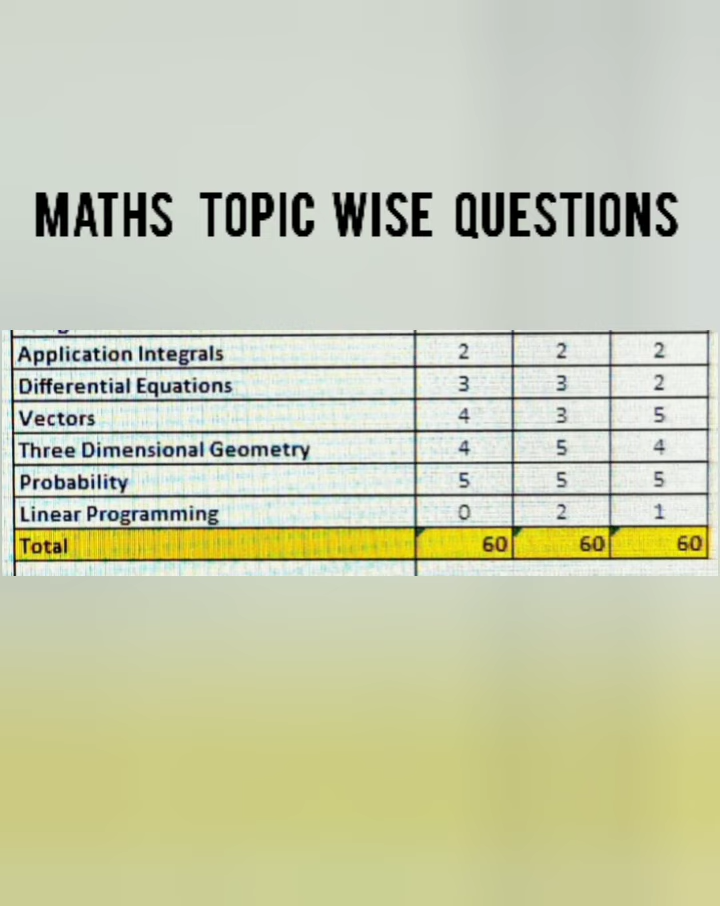 MATHS TOPIC WISE QUESTIONS
Application Integrals 2 2 2
Differential Equations 3 3 2
Vectors 4 3 5
Three Dimensional Geometry 4 5 4
Probability 5 5 5
Linear Programming 0 2 1
Total 60 60 60